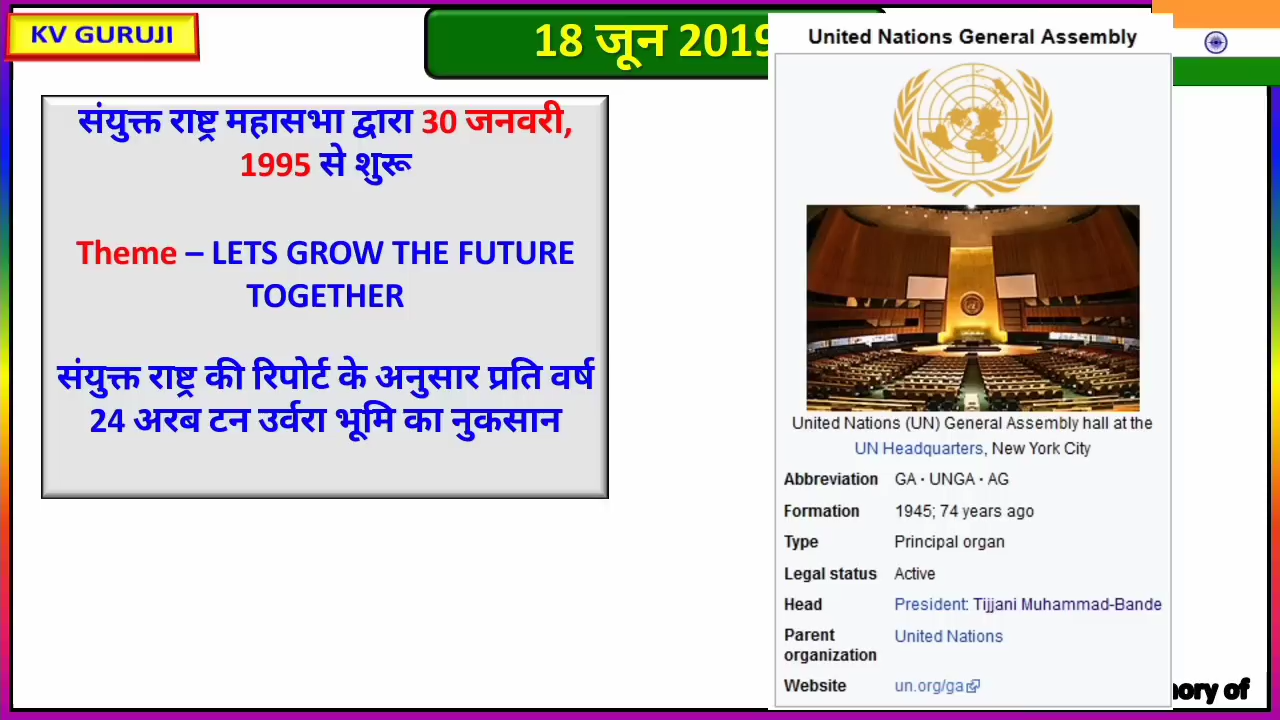 KV GURUJI
18 जून 2019
संयुक्त राष्ट्र महासभा द्वारा 30 जनवरी,
1995 से शुरू
Theme – LETS GROW THE FUTURE
TOGETHER
संयुक्त राष्ट्र की रिपोर्ट के अनुसार प्रति वर्ष
24 अरब टन उर्वरा भूमि का नुकसान
United Nations General Assembly
United Nations (UN) General Assembly hall at the
UN Headquarters, New York City
Abbreviation GA · UNGA · AG
Formation 1945; 74 years ago
Type Principal organ
Legal status Active
Head President: Tijjani Muhammad-Bande
Parent organization United Nations
Website un.org/ga
of